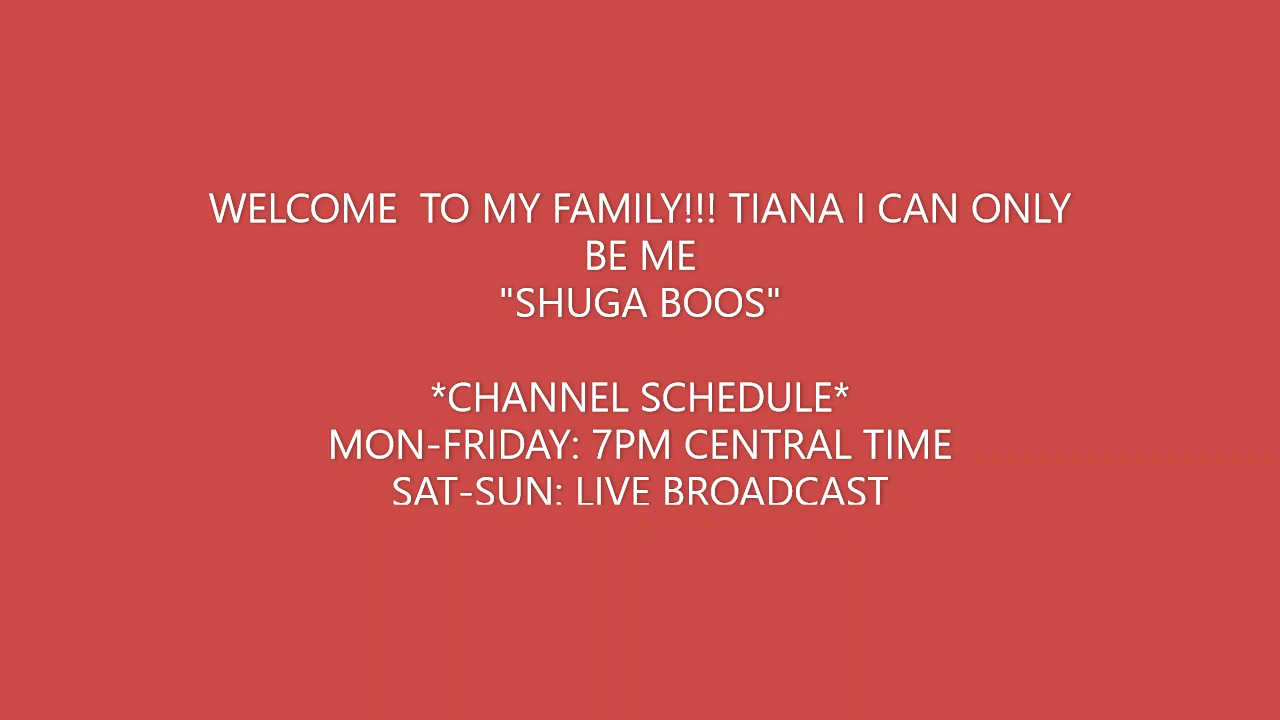 WELCOME  TO MY FAMILY!!! TIANA I CAN ONLY
BE ME
"SHUGA BOOS"
*CHANNEL SCHEDULE*
MON-FRIDAY: 7PM CENTRAL TIME
SAT-SUN: LIVE BROADCAST